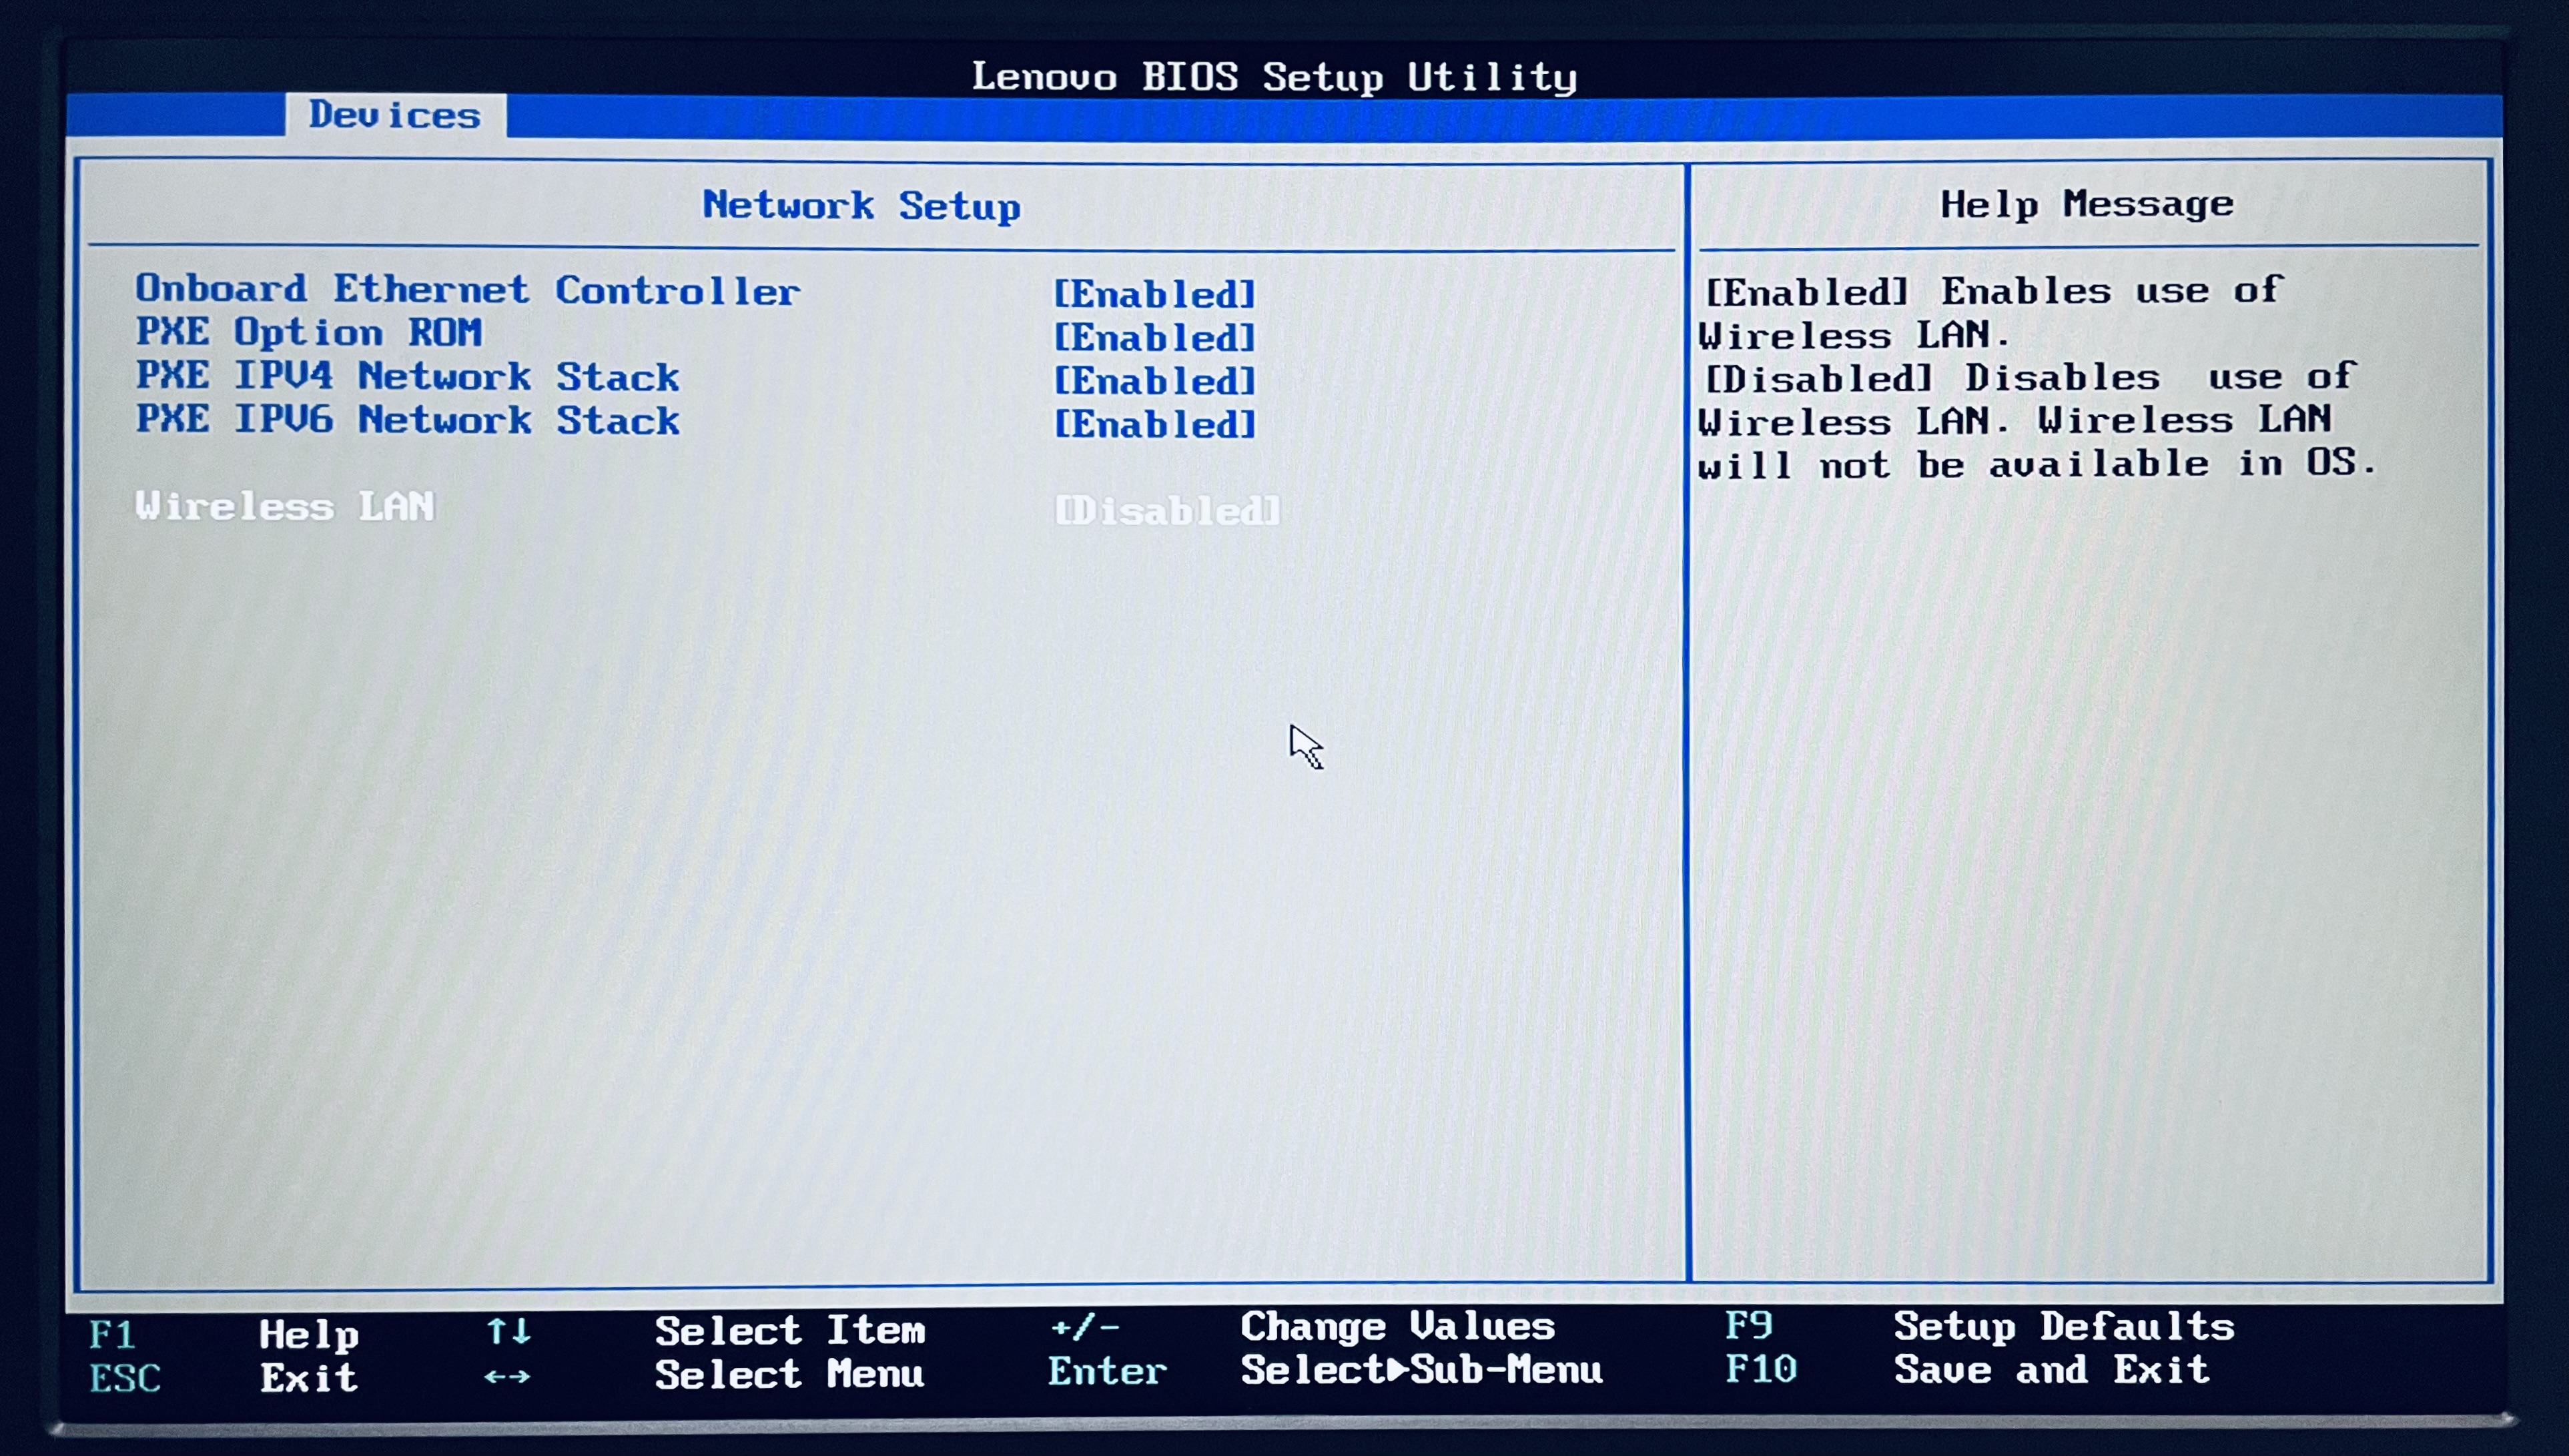 Lenovo BIOS Setup Utility
Devices
Network Setup
Onboard Ethernet Controller [Enabled]
PXE Option ROM [Enabled]
PXE IPV4 Network Stack [Enabled]
PXE IPV6 Network Stack [Enabled]
Wireless LAN [Disabled]
Help Message
[Enabled] Enables use of
Wireless LAN.
[Disabled] Disables use of
Wireless LAN. Wireless LAN
will not be available in OS.
F1 Help ↑↓ Select Item +/- Change Values F9 Setup Defaults
ESC Exit ←→ Select Menu Enter Select▶Sub-Menu F10 Save and Exit